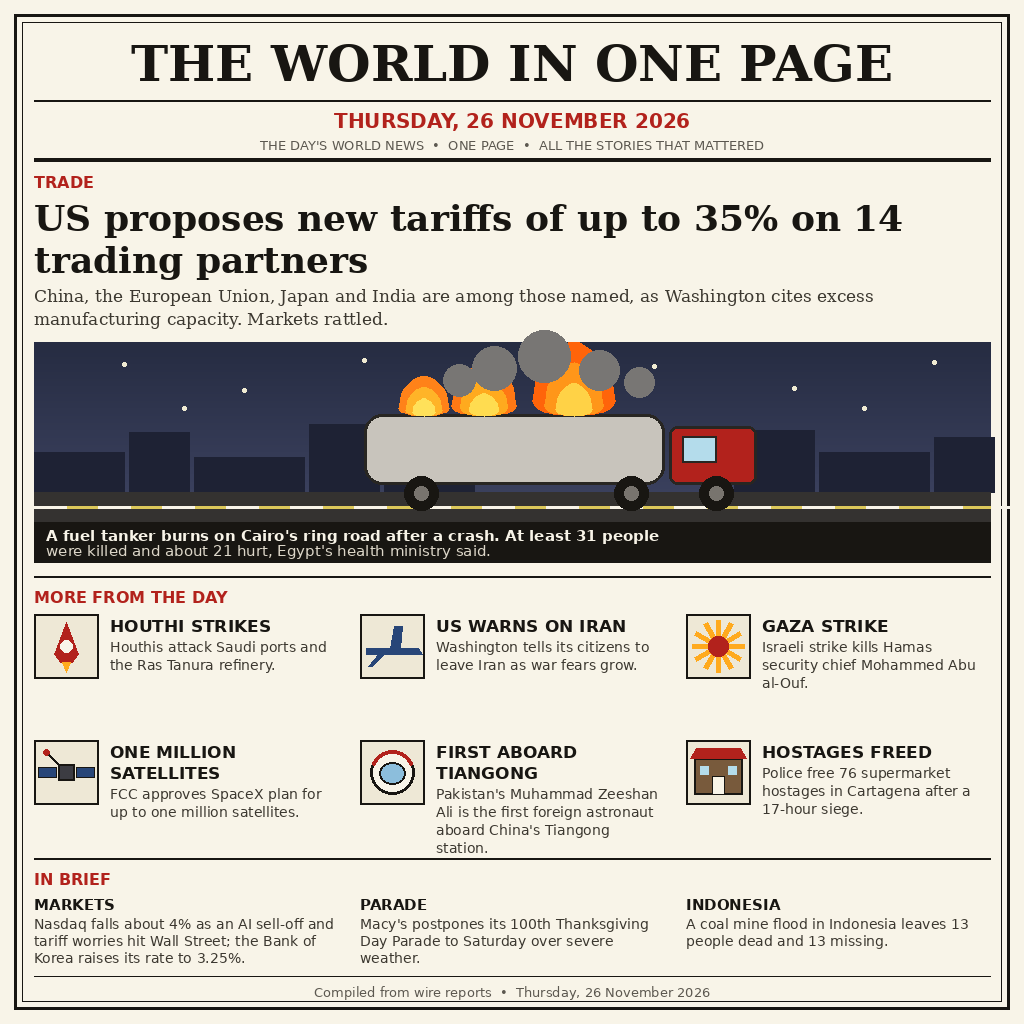 THE WORLD IN ONE PAGE
THURSDAY, 26 NOVEMBER 2026
THE DAY'S WORLD NEWS • ONE PAGE • ALL THE STORIES THAT MATTERED
TRADE
US proposes new tariffs of up to 35% on 14
trading partners
China, the European Union, Japan and India are among those named, as Washington cites excess
manufacturing capacity. Markets rattled.
A fuel tanker burns on Cairo's ring road after a crash. At least 31 people
were killed and about 21 hurt, Egypt's health ministry said.
MORE FROM THE DAY
HOUTHI STRIKES
Houthis attack Saudi ports and
the Ras Tanura refinery.
US WARNS ON IRAN
Washington tells its citizens to
leave Iran as war fears grow.
GAZA STRIKE
Israeli strike kills Hamas
security chief Mohammed Abu
al-Ouf.
ONE MILLION
SATELLITES
FCC approves SpaceX plan for
up to one million satellites.
FIRST ABOARD
TIANGONG
Pakistan's Muhammad Zeeshan
Ali is the first foreign astronaut
aboard China's Tiangong
station.
HOSTAGES FREED
Police free 76 supermarket
hostages in Cartagena after a
17-hour siege.
IN BRIEF
MARKETS
Nasdaq falls about 4% as an AI sell-off and
tariff worries hit Wall Street; the Bank of
Korea raises its rate to 3.25%.
PARADE
Macy's postpones its 100th Thanksgiving
Day Parade to Saturday over severe
weather.
INDONESIA
A coal mine flood in Indonesia leaves 13
people dead and 13 missing.
Compiled from wire reports • Thursday, 26 November 2026